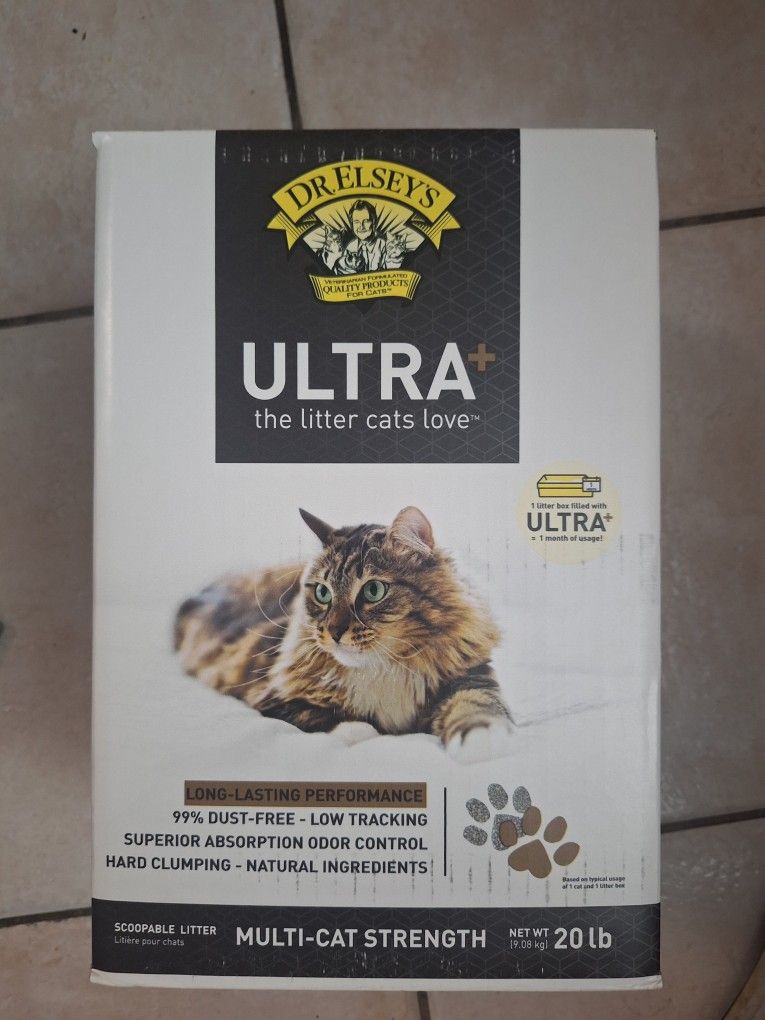 DR. ELSEY'S
VETERINARIAN FORMULATED
QUALITY PRODUCTS
FOR CATS™
ULTRA+
the litter cats love™
1 litter box filled with
ULTRA+
= 1 month of usage!
LONG-LASTING PERFORMANCE
99% DUST-FREE - LOW TRACKING
SUPERIOR ABSORPTION ODOR CONTROL
HARD CLUMPING - NATURAL INGREDIENTS
Based on typical usage
of 1 cat and 1 litter box
SCOOPABLE LITTER
Litière pour chats
MULTI-CAT STRENGTH
NET WT
(9.08 kg)
20 lb